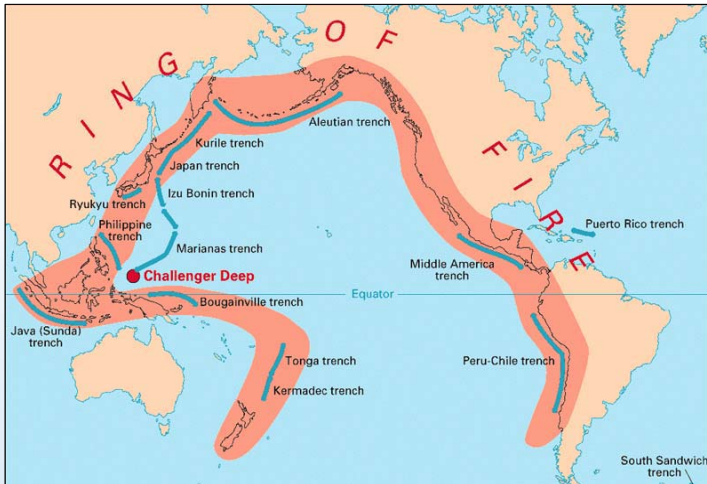 RING OF FIRE
Aleutian trench
Kurile trench
Japan trench
Izu Bonin trench
Ryukyu trench
Philippine
trench
Marianas trench
Challenger Deep
Puerto Rico trench
Middle America
trench
Equator
Bougainville trench
Java (Sunda)
trench
Tonga trench
Kermadec trench
Peru-Chile trench
South Sandwich
trench